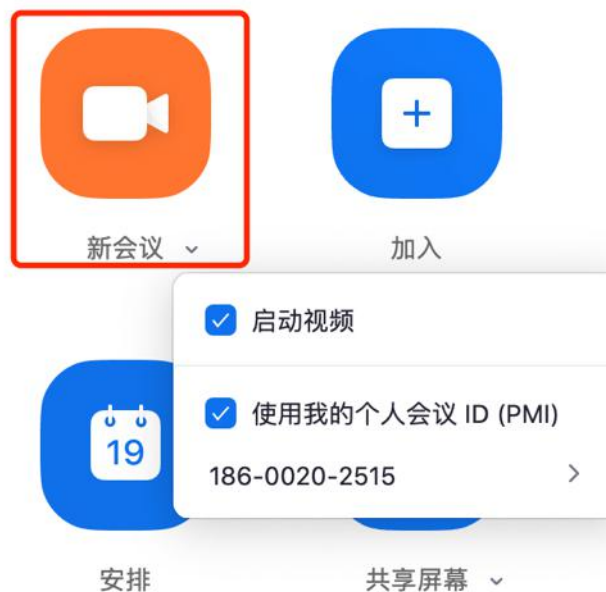 新会议
加入
启动视频
使用我的个人会议 ID (PMI)
186-0020-2515
19
安排
共享屏幕